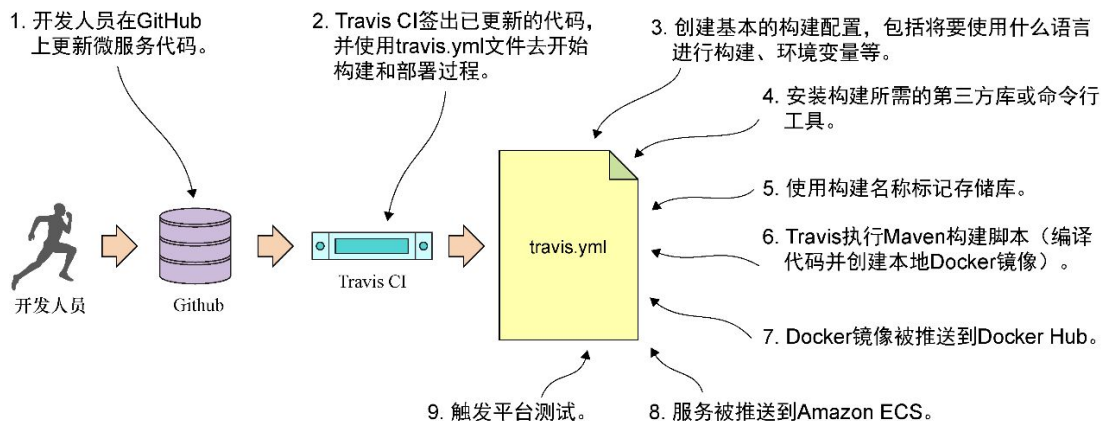 1. 开发人员在GitHub
上更新微服务代码。
2. Travis CI签出已更新的代码，
并使用travis.yml文件去开始
构建和部署过程。
3. 创建基本的构建配置，包括将要使用什么语言
进行构建、环境变量等。
4. 安装构建所需的第三方库或命令行
工具。
5. 使用构建名称标记存储库。
6. Travis执行Maven构建脚本（编译
代码并创建本地Docker镜像）。
travis.yml
Travis CI
开发人员
Github
7. Docker镜像被推送到Docker Hub。
9. 触发平台测试。
8. 服务被推送到Amazon ECS。